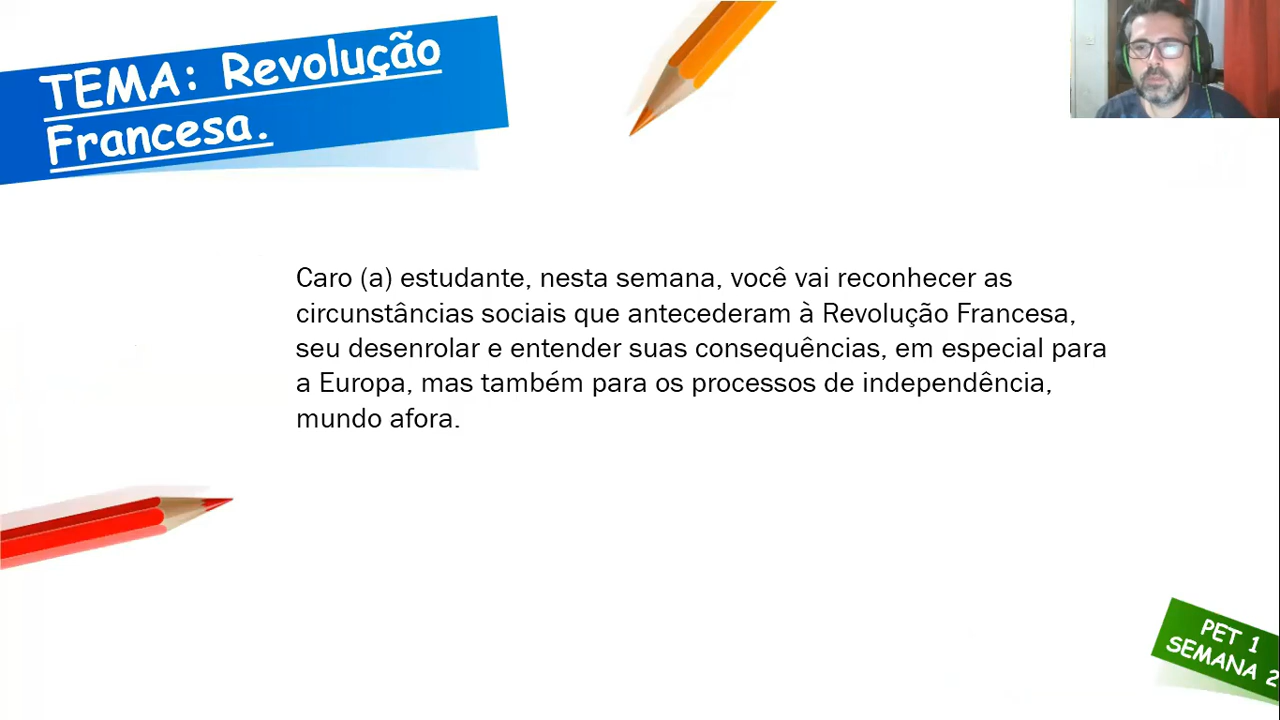 TEMA: Revolução
Francesa.
Caro (a) estudante, nesta semana, você vai reconhecer as
circunstâncias sociais que antecederam à Revolução Francesa,
seu desenrolar e entender suas consequências, em especial para
a Europa, mas também para os processos de independência,
mundo afora.
PET 1
SEMANA 2